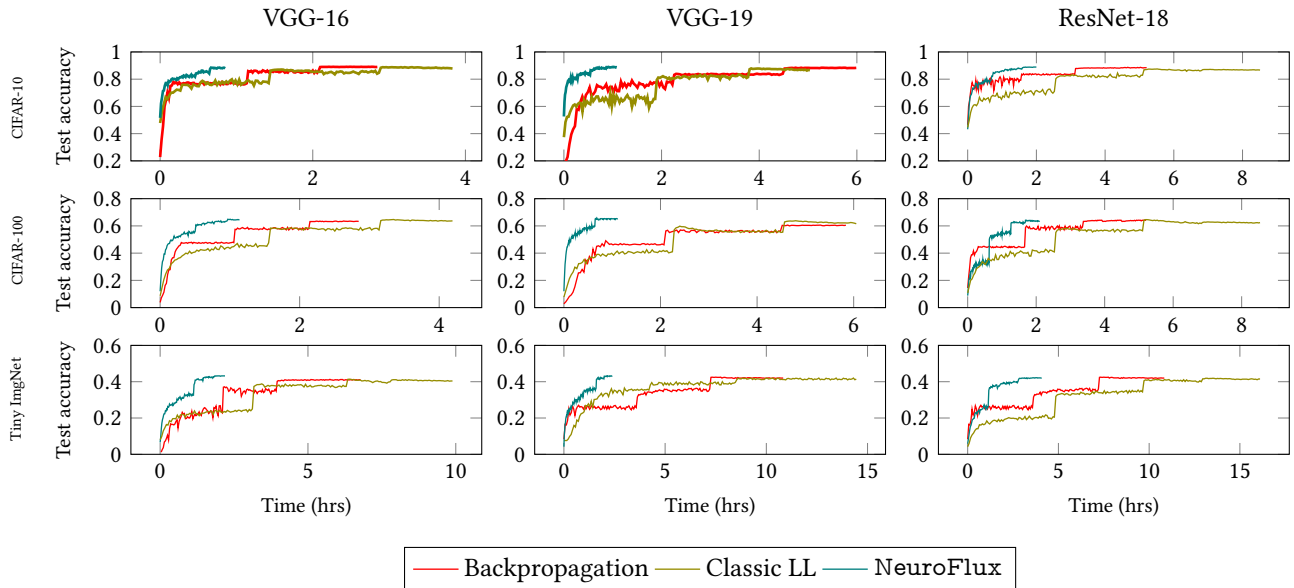 VGG-16 VGG-19 ResNet-18
CIFAR-10
Test accuracy
1
0.8
0.6
0.4
0.2
0 2 4
1
0.8
0.6
0.4
0.2
0 2 4 6
1
0.8
0.6
0.4
0.2
0 2 4 6 8
CIFAR-100
Test accuracy
0.8
0.6
0.4
0.2
0
0 2 4
0.8
0.6
0.4
0.2
0
0 2 4 6
0.8
0.6
0.4
0.2
0
0 2 4 6 8
Tiny ImgNet
Test accuracy
0.6
0.4
0.2
0
0 5 10
Time (hrs)
0.6
0.4
0.2
0
0 5 10 15
Time (hrs)
0.6
0.4
0.2
0
0 5 10 15
Time (hrs)
Backpropagation Classic LL NeuroFlux